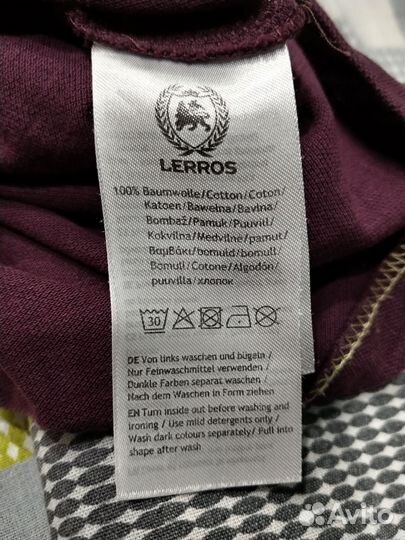 LERROS
100% Baumwolle/Cotton/Coton/
Katoen/Bawełna/Bavlna/
Bombaž/Pamuk/Puuvill/
Kokvilna/Medvilnė/pamut/
Βαμβάκι/bomuld/bomull/
Bomull/Cotone/Algodón/
puuvilla/хлопок
30
DE Von links waschen und bügeln/
Nur Feinwaschmittel verwenden/
Dunkle Farben separat waschen/
Nach dem Waschen in Form ziehen
EN Turn inside out before washing and
ironing / Use mild detergents only/
Wash dark colours separately/ Pull into
shape after wash
Avito